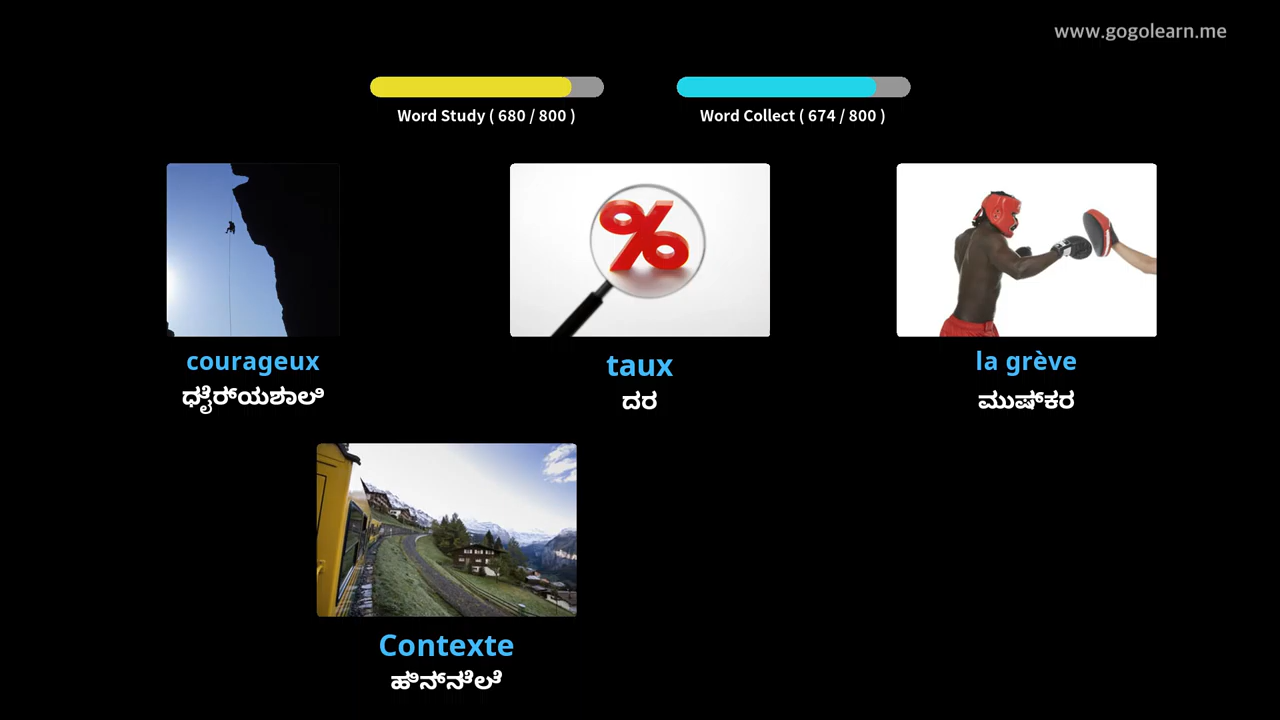 www.gogolearn.me
Word Study ( 680 / 800 )
Word Collect ( 674 / 800 )
courageux
ಧೈರ್ಯಶಾಲಿ
taux
ದರ
la grève
ಮುಷ್ಕರ
Contexte
ಹಿನ್ನೆಲೆ